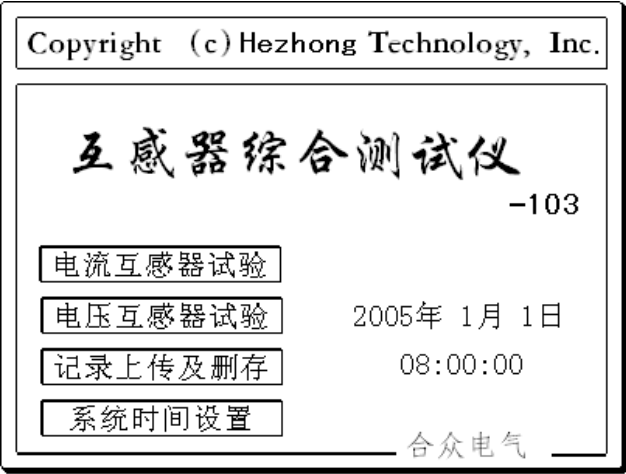 Copyright (c) Hezhong Technology, Inc.
互感器综合测试仪
-103
电流互感器试验
电压互感器试验
2005年 1月 1日
记录上传及删存
08:00:00
系统时间设置
合众电气